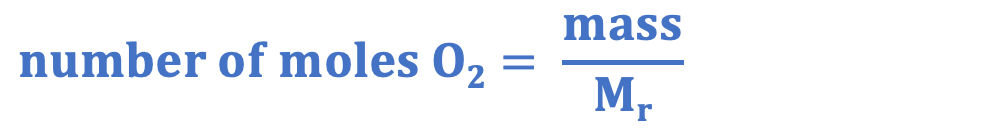 number of moles O₂ = mass
Mᵣ